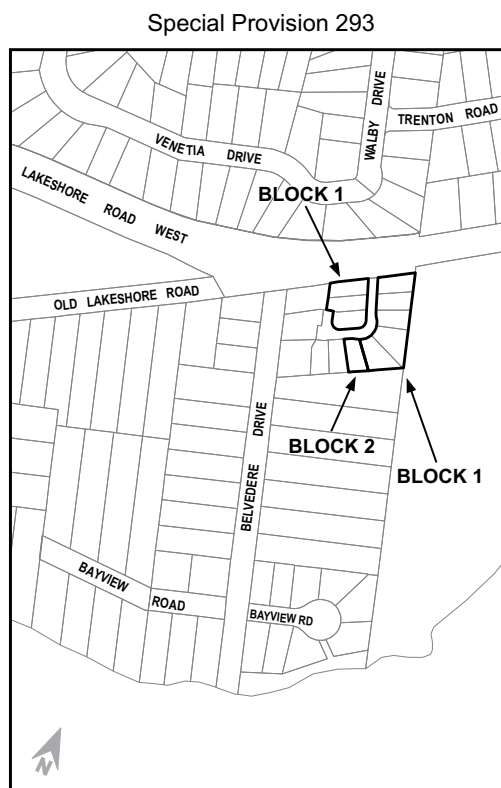 Special Provision 293
WALBY DRIVE
TRENTON ROAD
VENETIA DRIVE
BLOCK 1
LAKESHORE ROAD WEST
OLD LAKESHORE ROAD
BELVEDERE DRIVE
BLOCK 2
BLOCK 1
BAYVIEW ROAD
BAYVIEW RD
N